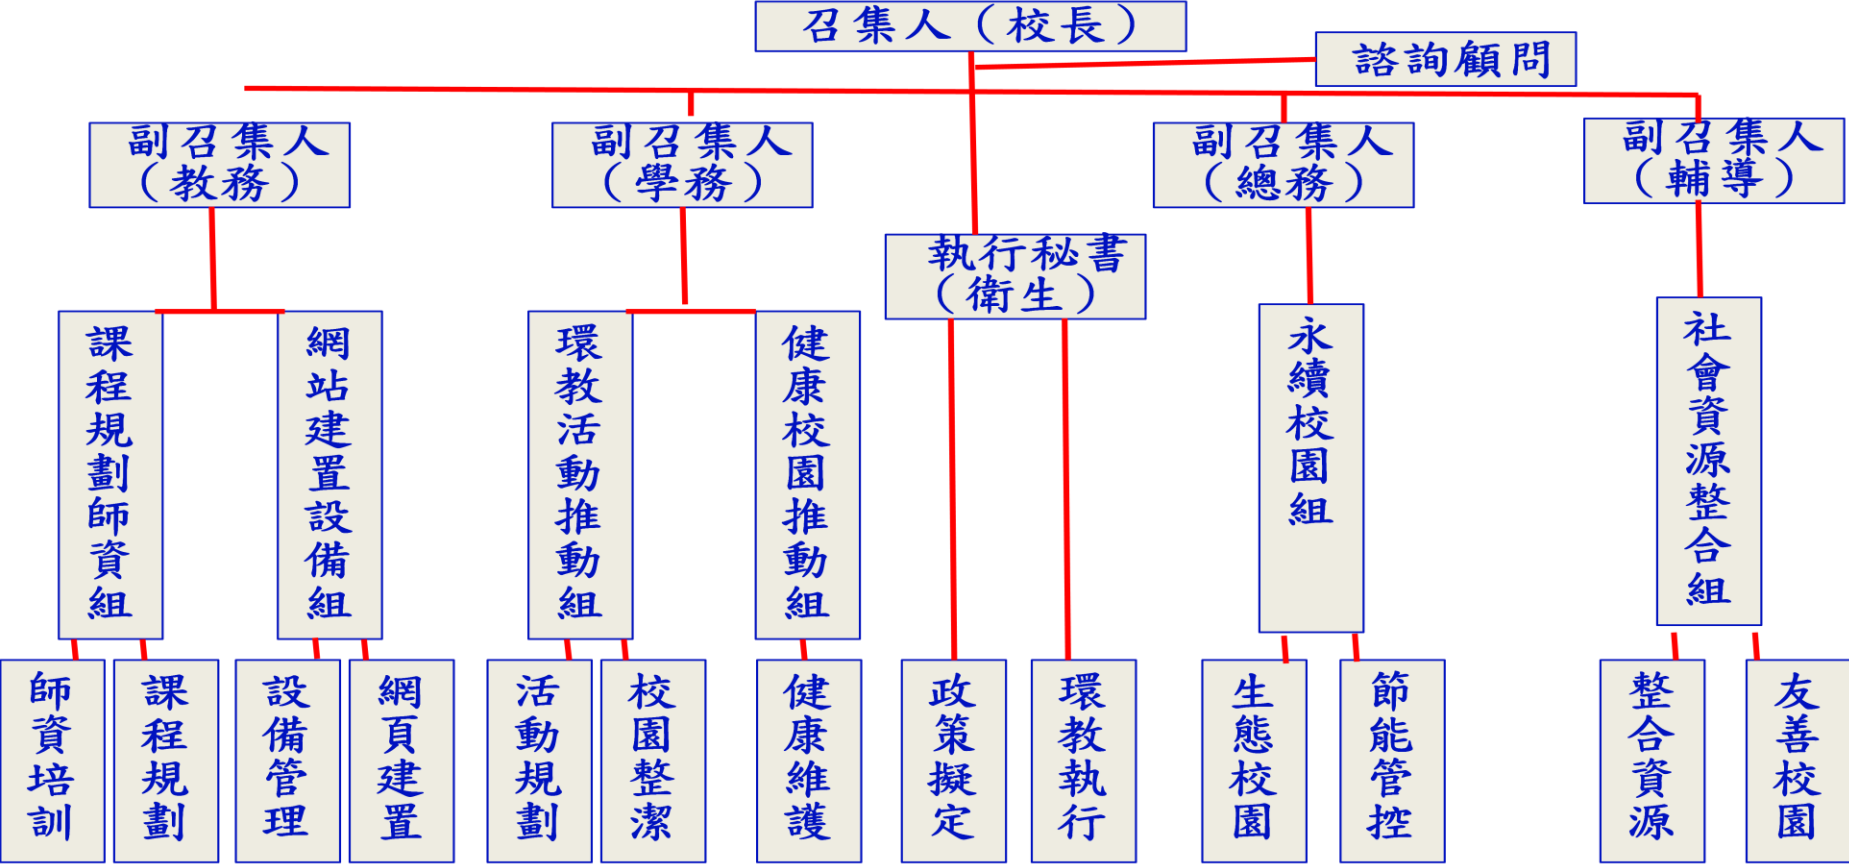 召集人（校長）
諮詢顧問
副召集人
（教務）
副召集人
（學務）
副召集人
（總務）
副召集人
（輔導）
執行秘書
（衛生）
課程規劃師資組
網站建置設備組
環教活動推動組
健康校園推動組
永續校園組
社會資源整合組
師資培訓
課程規劃
設備管理
網頁建置
活動規劃
校園整潔
健康維護
政策擬定
環教執行
生態校園
節能管控
整合資源
友善校園